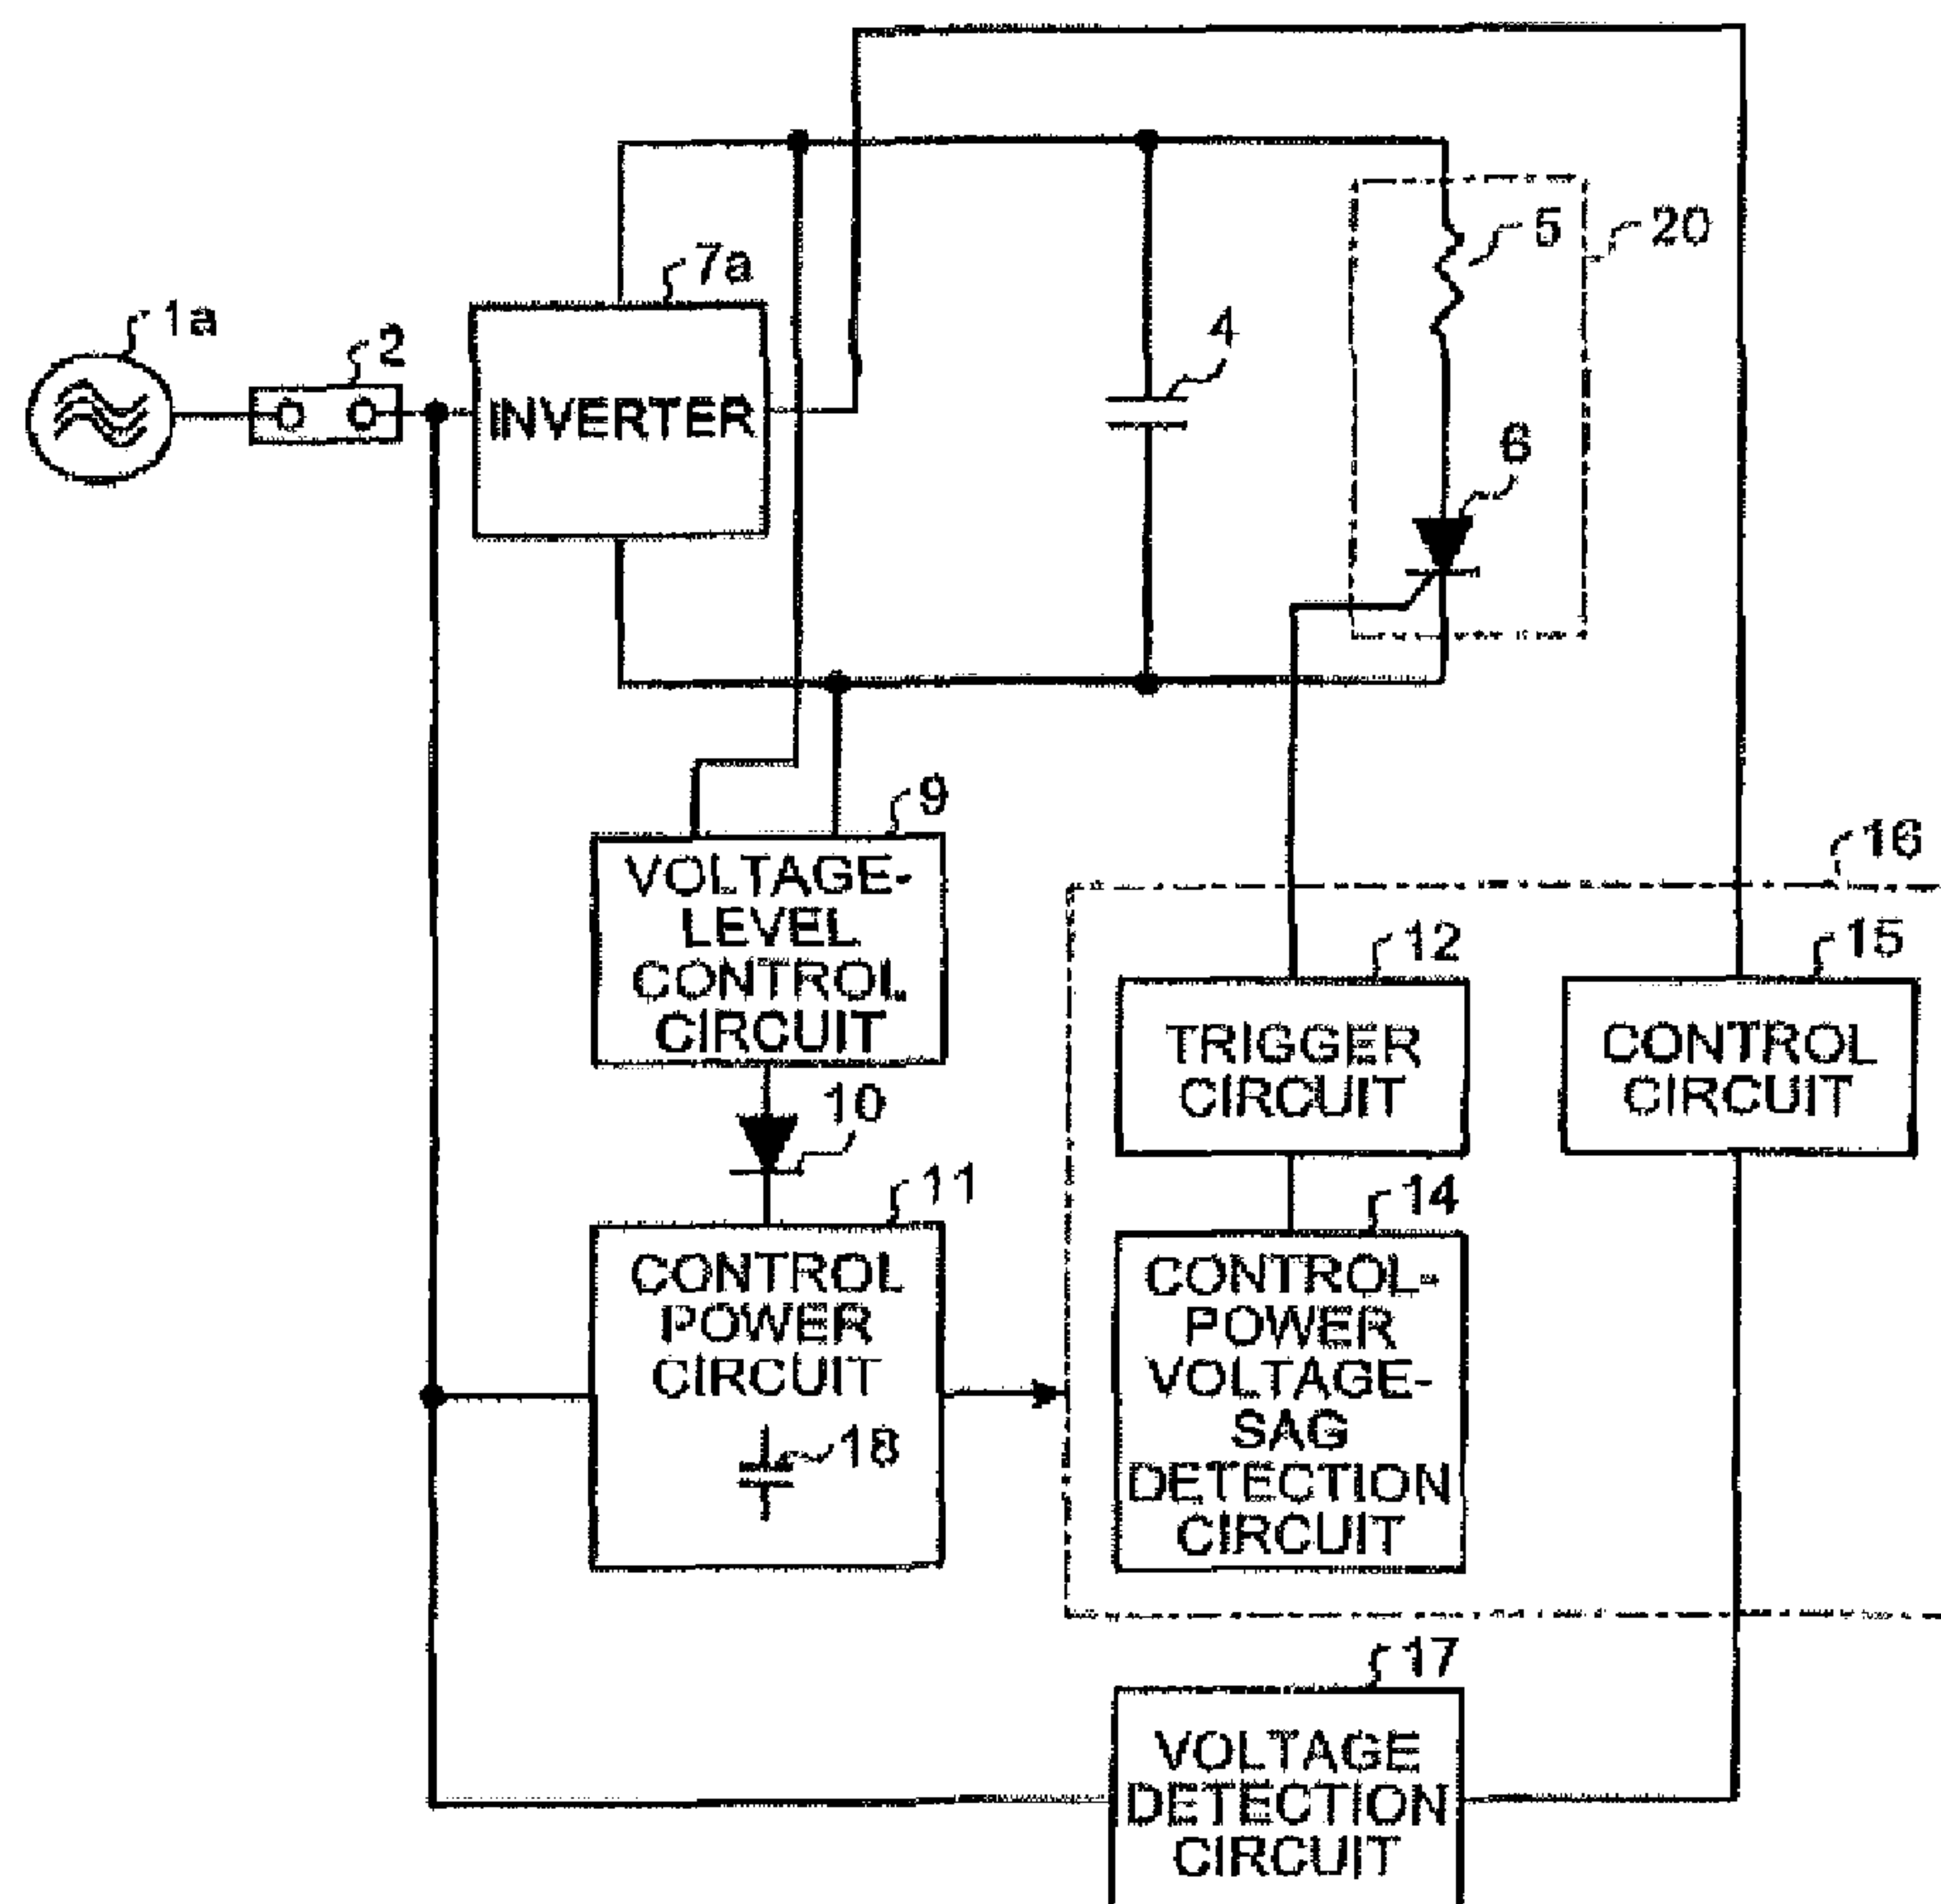 1a
2
7a
INVERTER
4
5
20
6
9
VOLTAGE-
LEVEL
CONTROL
CIRCUIT
10
11
CONTROL
POWER
CIRCUIT
18
16
12
TRIGGER
CIRCUIT
15
CONTROL
CIRCUIT
14
CONTROL-
POWER
VOLTAGE-
SAG
DETECTION
CIRCUIT
17
VOLTAGE
DETECTION
CIRCUIT